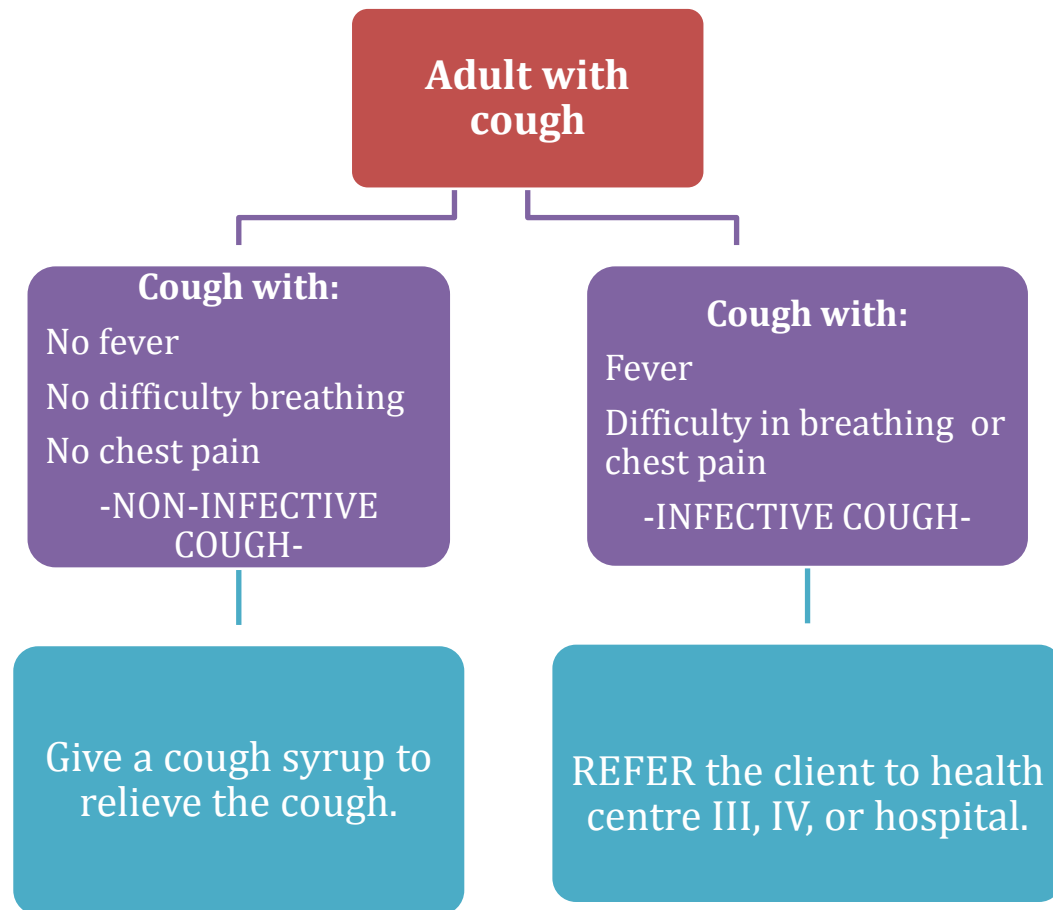 Adult with
cough
Cough with:
No fever
No difficulty breathing
No chest pain
-NON-INFECTIVE
COUGH-
Cough with:
Fever
Difficulty in breathing or
chest pain
-INFECTIVE COUGH-
Give a cough syrup to
relieve the cough.
REFER the client to health
centre III, IV, or hospital.